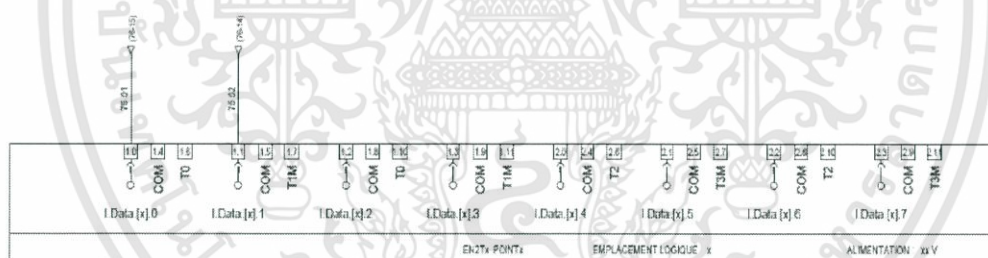 (76-15) (76-14)
76.01 75.52
1.0 1.4 1.6 1.1 1.5 1.7 1.2 1.8 1.10 1.3 1.9 1.11 2.0 2.4 2.6 2.1 2.5 2.7 2.2 2.8 2.10 2.3 2.9 2.11
COM T0 COM T1M COM T0 COM T1M COM T2 COM T3M COM T2 COM T3M
I.Data.[x].0 I.Data.[x].1 I.Data.[x].2 I.Data.[x].3 I.Data.[x].4 I.Data.[x].5 I.Data.[x].6 I.Data.[x].7
EN2Tx-POINTx EMPLACEMENT LOGIQUE x ALIMENTATION xx V